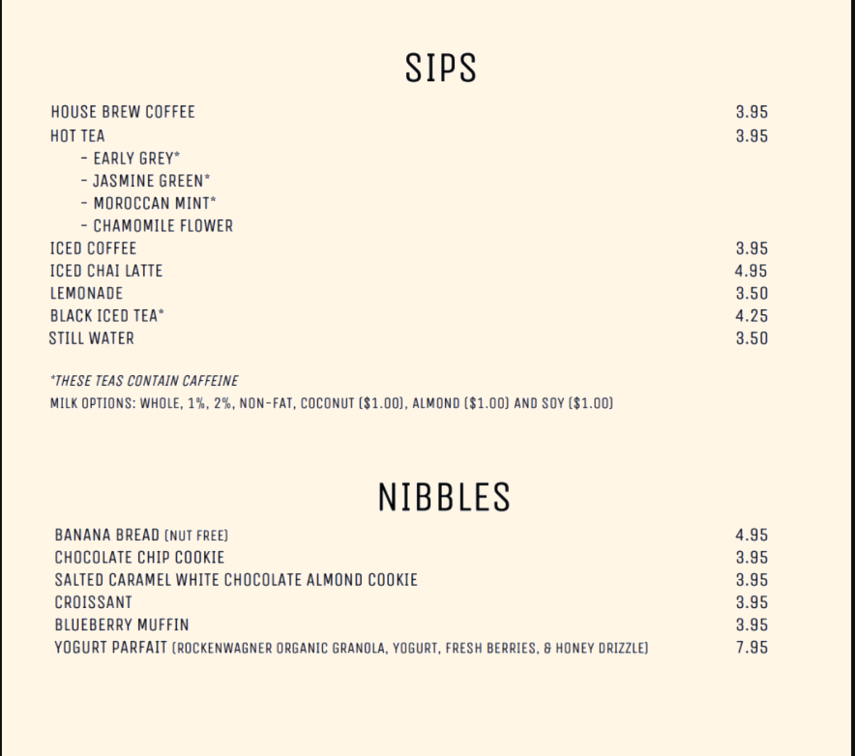 SIPS
HOUSE BREW COFFEE 3.95
HOT TEA 3.95
- EARLY GREY*
- JASMINE GREEN*
- MOROCCAN MINT*
- CHAMOMILE FLOWER
ICED COFFEE 3.95
ICED CHAI LATTE 4.95
LEMONADE 3.50
BLACK ICED TEA* 4.25
STILL WATER 3.50
*THESE TEAS CONTAIN CAFFEINE
MILK OPTIONS: WHOLE, 1%, 2%, NON-FAT, COCONUT ($1.00), ALMOND ($1.00) AND SOY ($1.00)
NIBBLES
BANANA BREAD (NUT FREE) 4.95
CHOCOLATE CHIP COOKIE 3.95
SALTED CARAMEL WHITE CHOCOLATE ALMOND COOKIE 3.95
CROISSANT 3.95
BLUEBERRY MUFFIN 3.95
YOGURT PARFAIT (ROCKENWAGNER ORGANIC GRANOLA, YOGURT, FRESH BERRIES, & HONEY DRIZZLE) 7.95